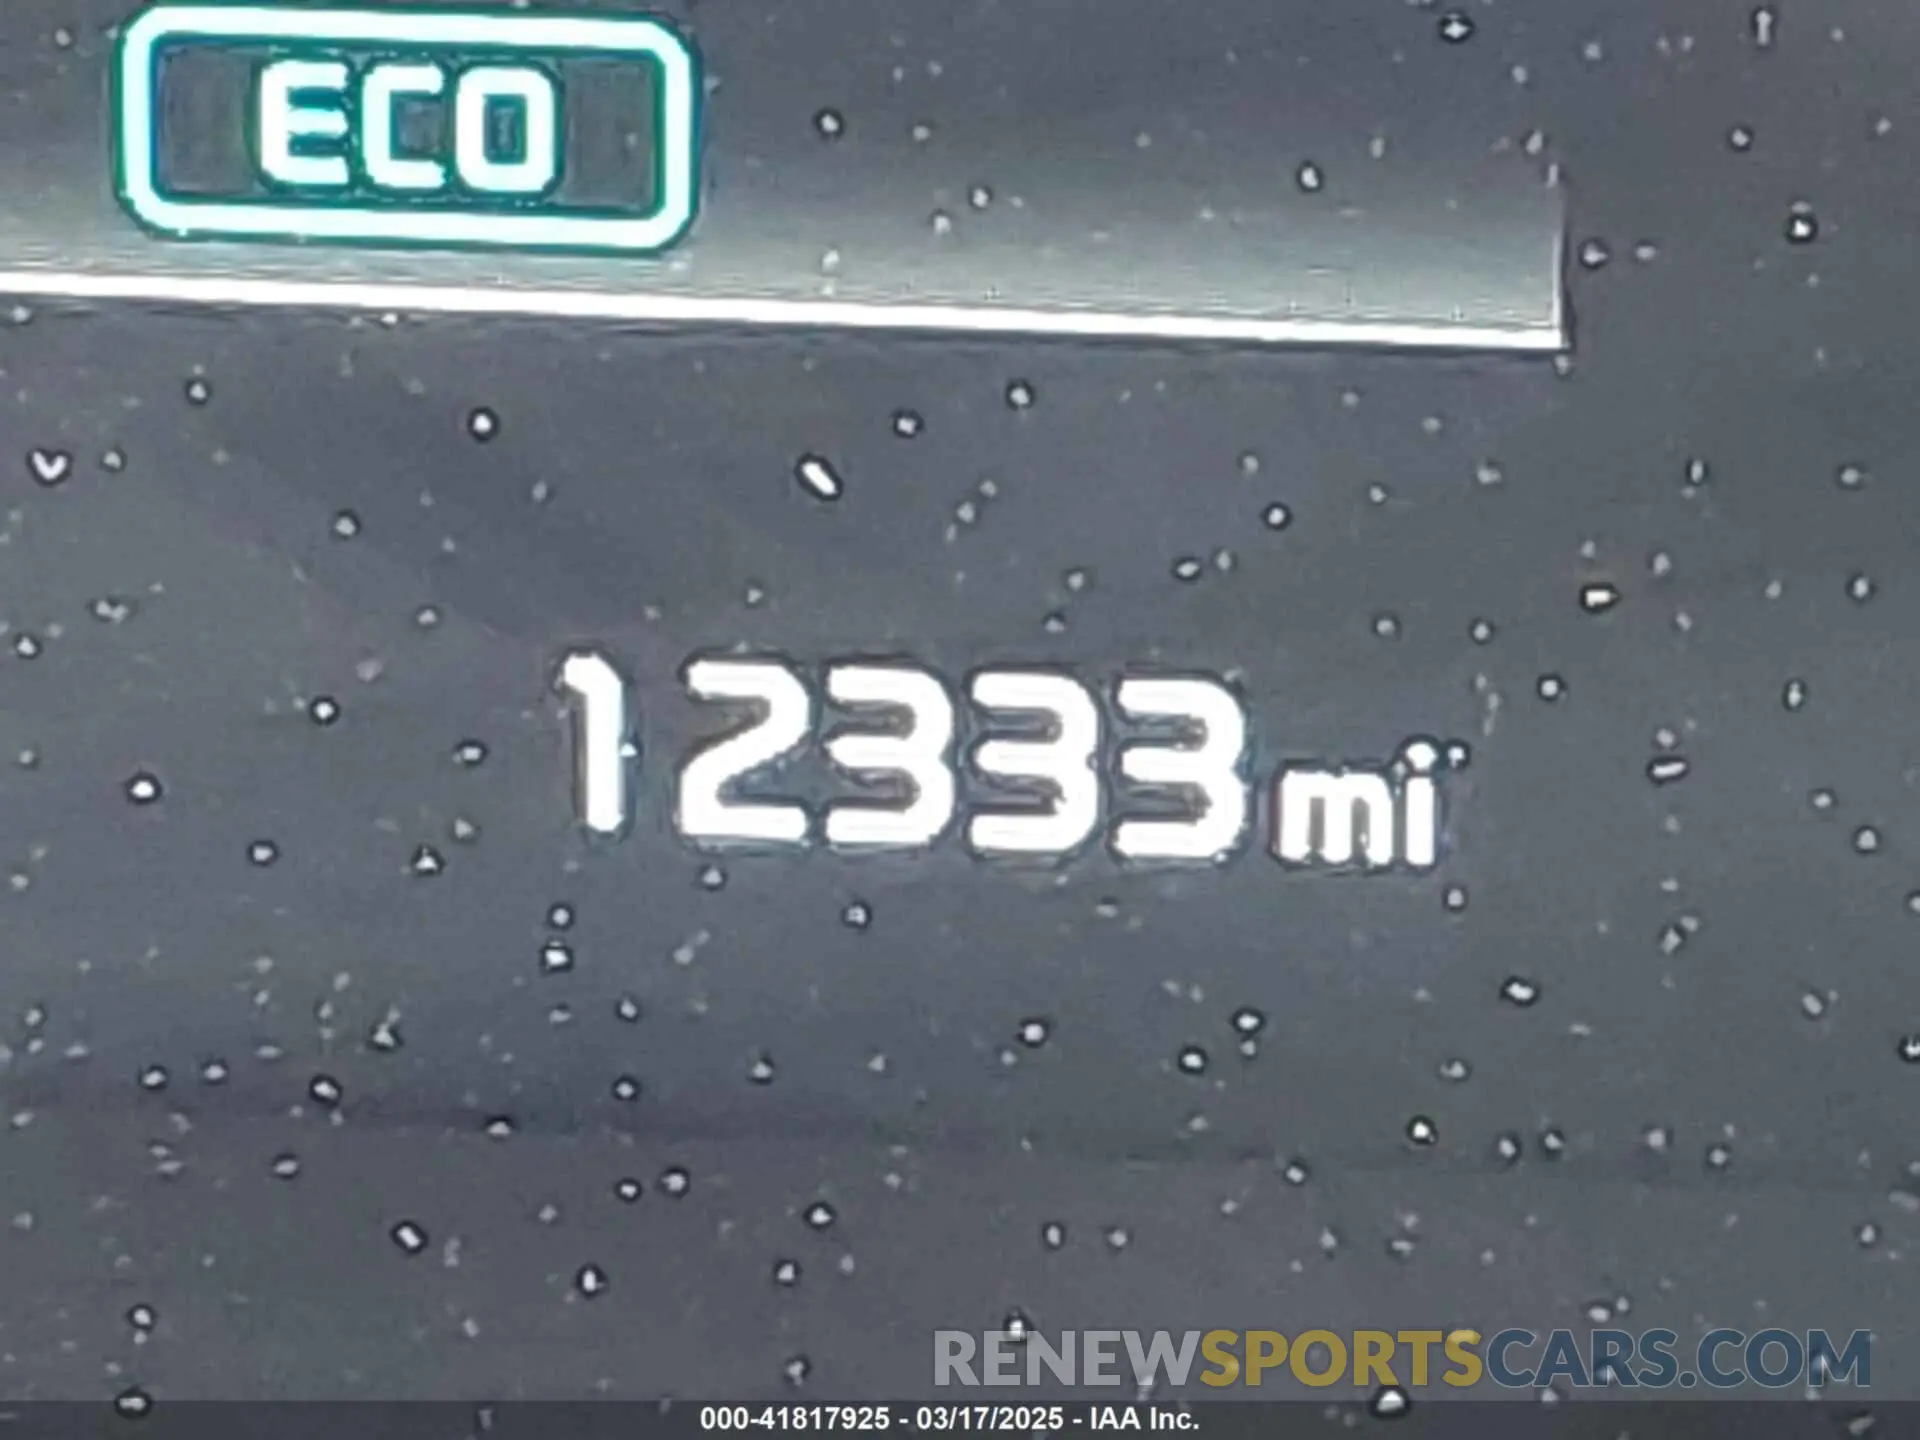 ECO
12333 mi
RENEWSPORTSCARS.COM
000-41817925 - 03/17/2025 - IAA Inc.